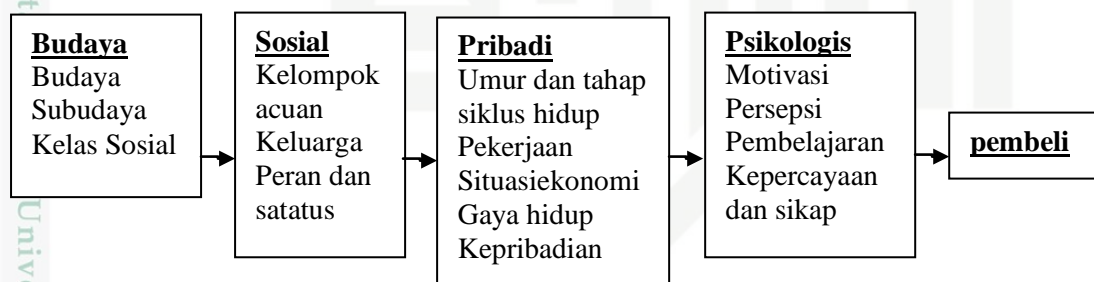 Budaya
Budaya
Subudaya
Kelas Sosial
Sosial
Kelompok
acuan
Keluarga
Peran dan
satatus
Pribadi
Umur dan tahap
siklus hidup
Pekerjaan
Situasiekonomi
Gaya hidup
Kepribadian
Psikologis
Motivasi
Persepsi
Pembelajaran
Kepercayaan
dan sikap
pembeli